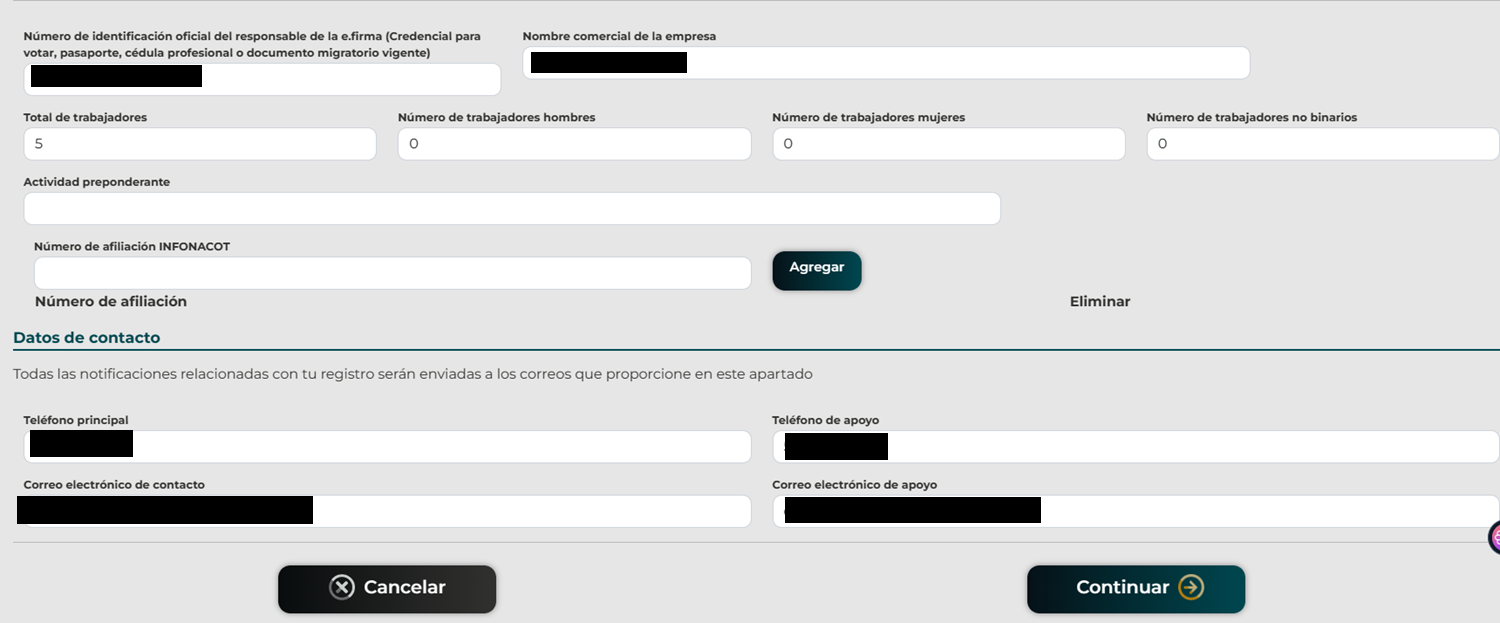 Número de identificación oficial del responsable de la e.firma (Credencial para
votar, pasaporte, cédula profesional o documento migratorio vigente)
Nombre comercial de la empresa
Total de trabajadores
Número de trabajadores hombres
Número de trabajadores mujeres
Número de trabajadores no binarios
5
0
0
0
Actividad preponderante
Número de afiliación INFONACOT
Agregar
Número de afiliación
Eliminar
Datos de contacto
Todas las notificaciones relacionadas con tu registro serán enviadas a los correos que proporcione en este apartado
Teléfono principal
Teléfono de apoyo
Correo electrónico de contacto
Correo electrónico de apoyo
Cancelar
Continuar